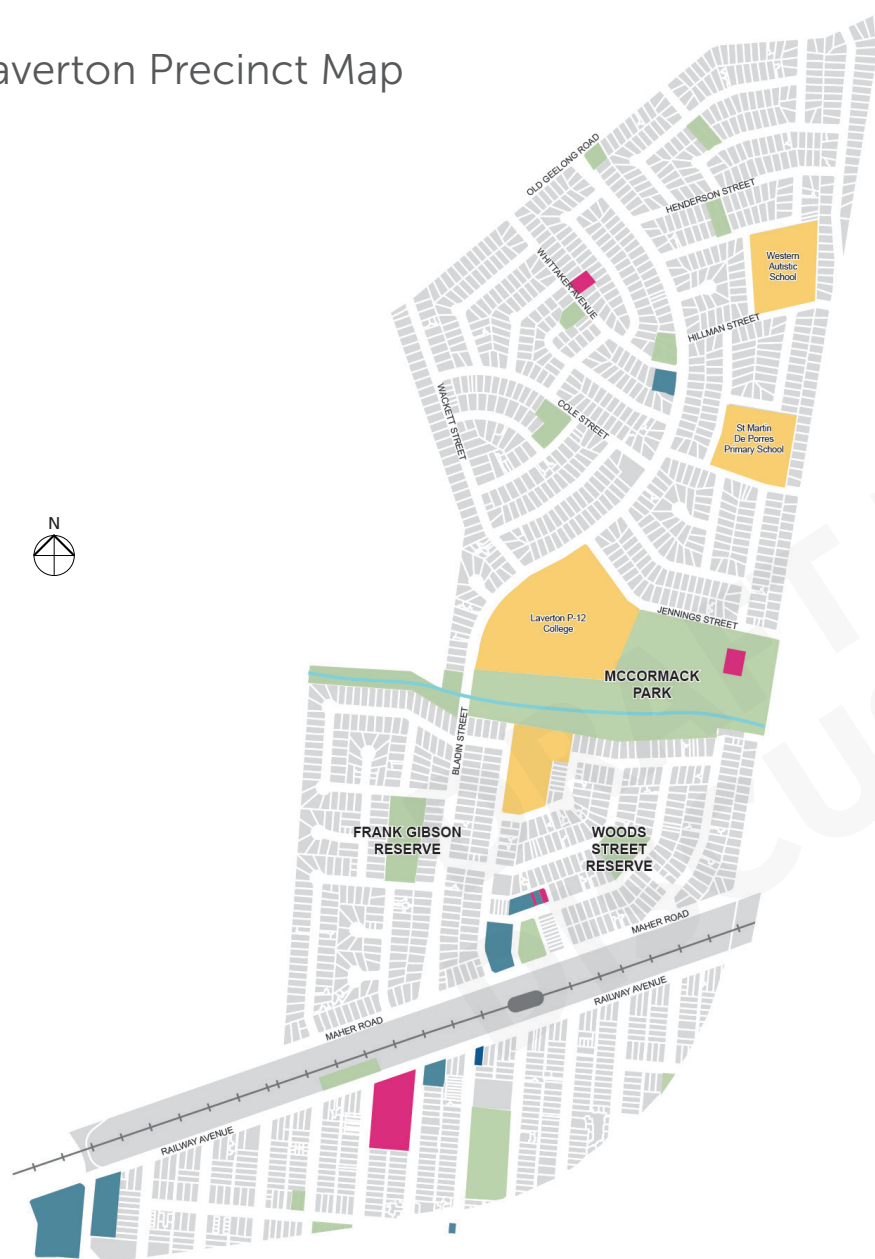 averton Precinct Map
OLD GEELONG ROAD
HENDERSON STREET
WHITTAKER AVENUE
Western
Autistic
School
HILLMAN STREET
WACKETT STREET
COLE STREET
St Martin
De Porres
Primary School
N
JENNINGS STREET
Laverton P-12
College
MCCORMACK
PARK
BLADIN STREET
FRANK GIBSON
RESERVE
WOODS
STREET
RESERVE
MAHER ROAD
RAILWAY AVENUE
MAHER ROAD
RAILWAY AVENUE